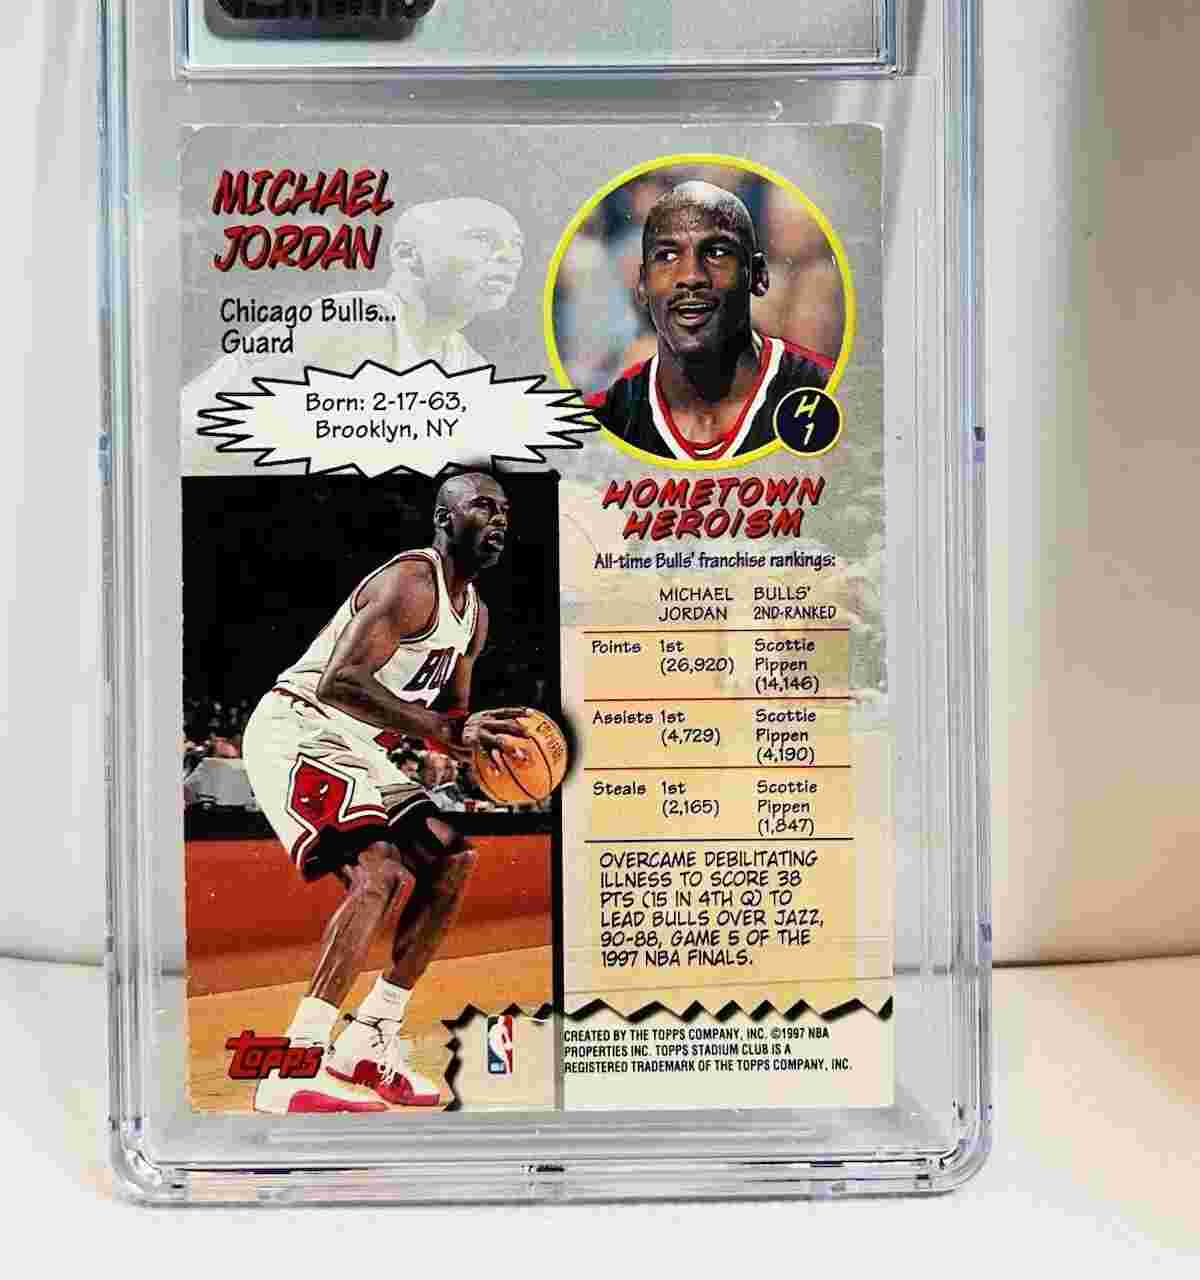 MICHAEL
JORDAN
Chicago Bulls...
Guard
Born: 2-17-63,
Brooklyn, NY
H
1
HOMETOWN
HEROISM
All-time Bulls' franchise rankings:
MICHAEL JORDAN BULLS' 2ND-RANKED
Points 1st Scottie
(26,920) Pippen
(14,146)
Assists 1st Scottie
(4,729) Pippen
(4,190)
Steals 1st Scottie
(2,165) Pippen
(1,847)
OVERCAME DEBILITATING
ILLNESS TO SCORE 38
PTS (15 IN 4TH Q) TO
LEAD BULLS OVER JAZZ,
90-88, GAME 5 OF THE
1997 NBA FINALS.
TOPPS
CREATED BY THE TOPPS COMPANY, INC. ©1997 NBA
PROPERTIES INC. TOPPS STADIUM CLUB IS A
REGISTERED TRADEMARK OF THE TOPPS COMPANY, INC.